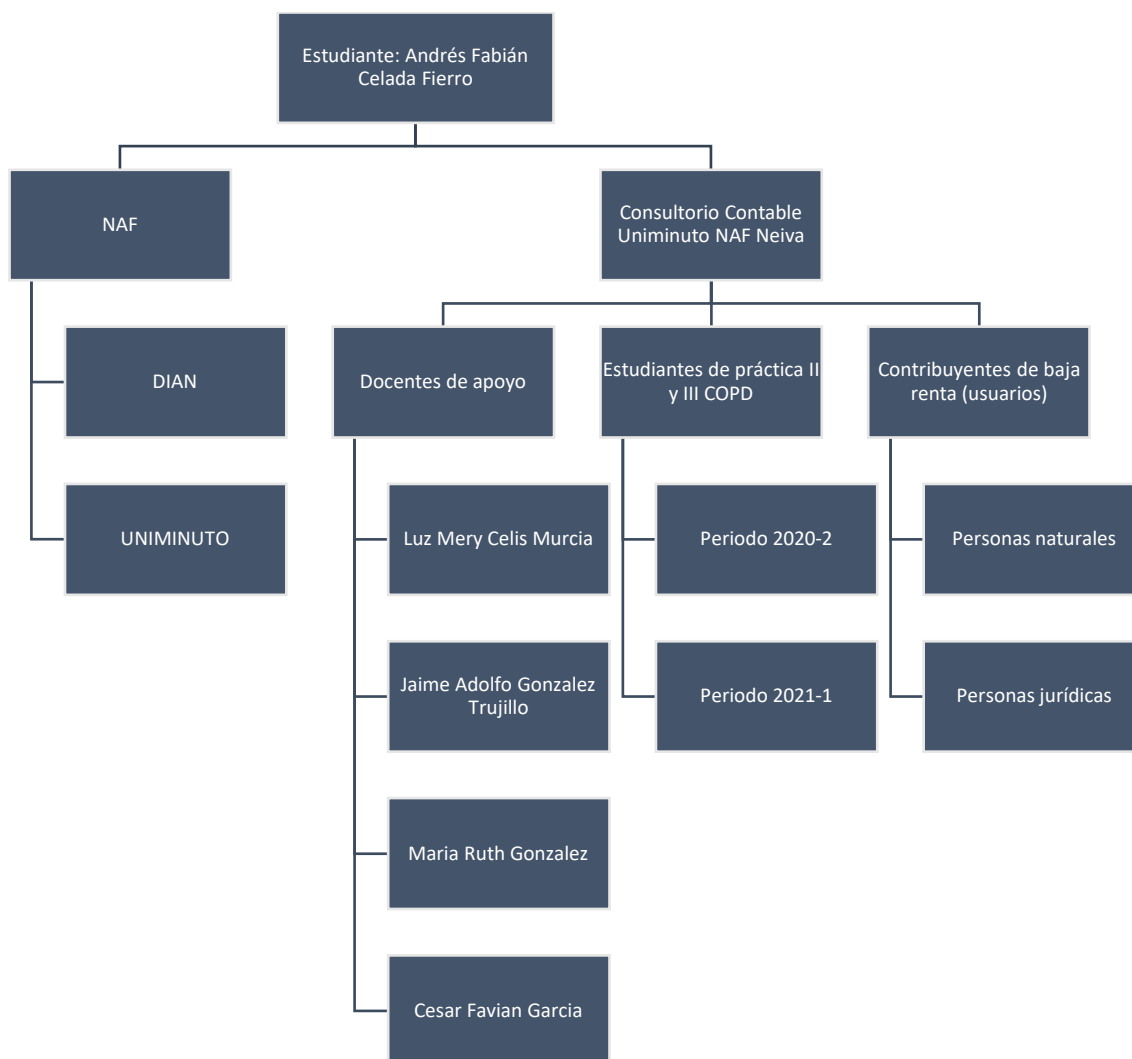 Estudiante: Andrés Fabián
Celada Fierro
NAF
Consultorio Contable
Uniminuto NAF Neiva
DIAN
Docentes de apoyo
Estudiantes de práctica II
y III COPD
Contribuyentes de baja
renta (usuarios)
UNIMINUTO
Luz Mery Celis Murcia
Periodo 2020-2
Personas naturales
Jaime Adolfo Gonzalez
Trujillo
Periodo 2021-1
Personas jurídicas
Maria Ruth Gonzalez
Cesar Favian Garcia